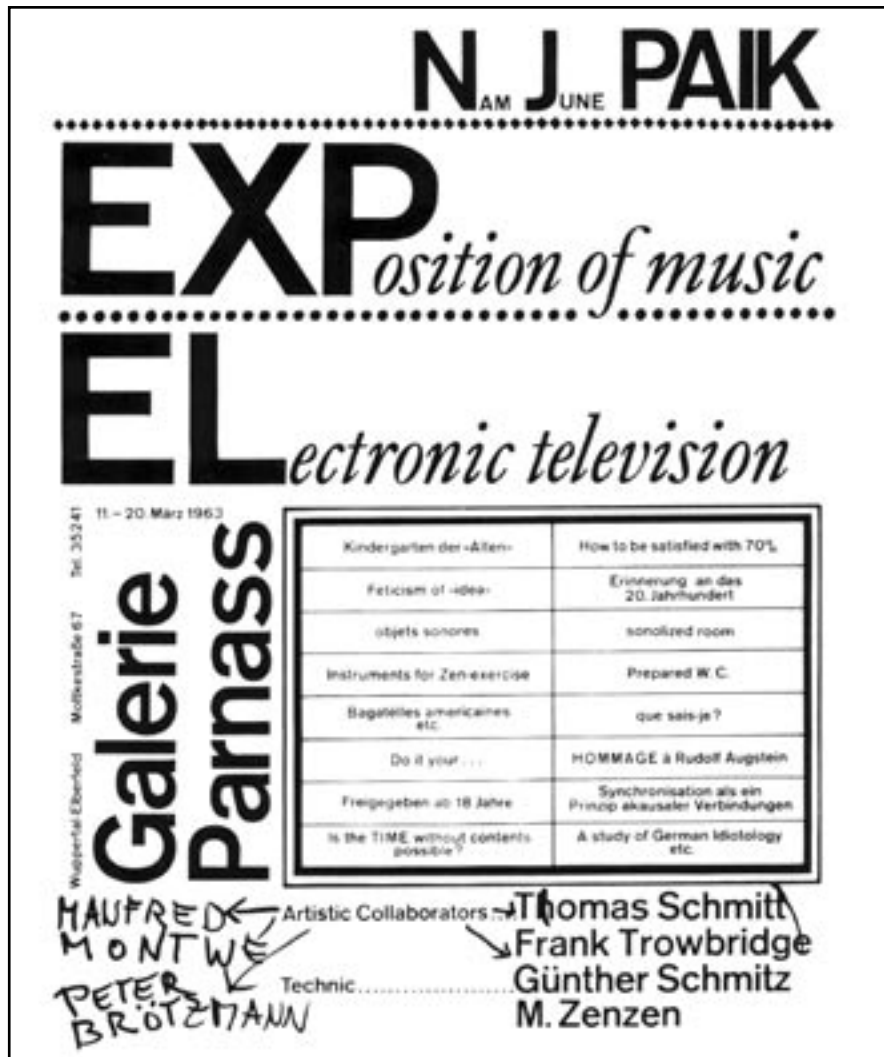 NAM JUNE PAIK
EXPosition of music
ELectronic television
11.–20. März 1963
Wuppertal-Elberfeld Moltkestraße 67 Tel. 35241
Galerie
Parnass
Kindergarten der »Alten«
How to be satisfied with 70%
Feticism of »idea«
Erinnerung an das
20. Jahrhundert
objets sonores
sonolized room
Instruments for Zen-exercise
Prepared W. C.
Bagatelles americaines
etc.
que sais-je?
Do it your . . .
HOMMAGE à Rudolf Augstein
Freigegeben ab 18 Jahre
Synchronisation als ein
Prinzip akausaler Verbindungen
Is the TIME without contents
possible?
A study of German Idiotology
etc.
MANFRED
MONTWE
PETER
BRÖTZMANN
Artistic Collaborators.....Thomas Schmitt
Frank Trowbridge
Technic....................Günther Schmitz
M. Zenzen